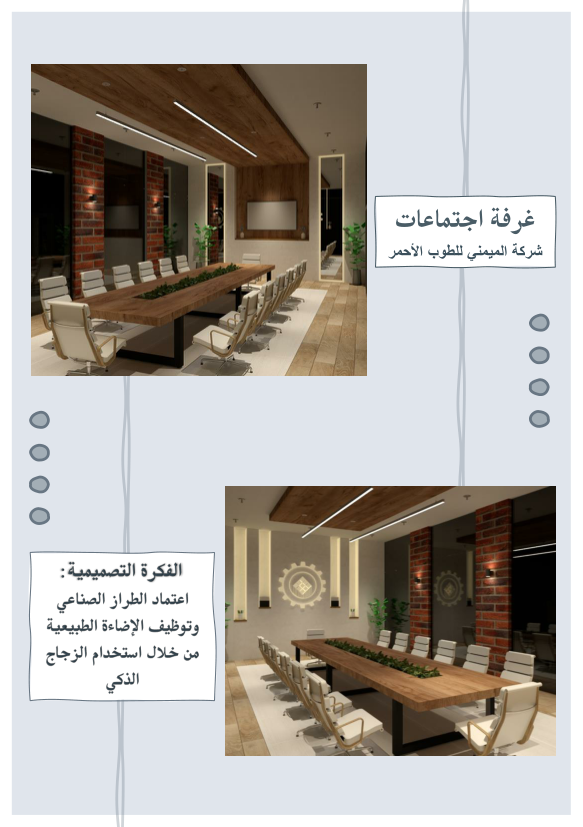 غرفة اجتماعات
شركة الميمني للطوب الأحمر
الفكرة التصميمية:
اعتماد الطراز الصناعي
وتوظيف الإضاءة الطبيعية
من خلال استخدام الزجاج
الذكي